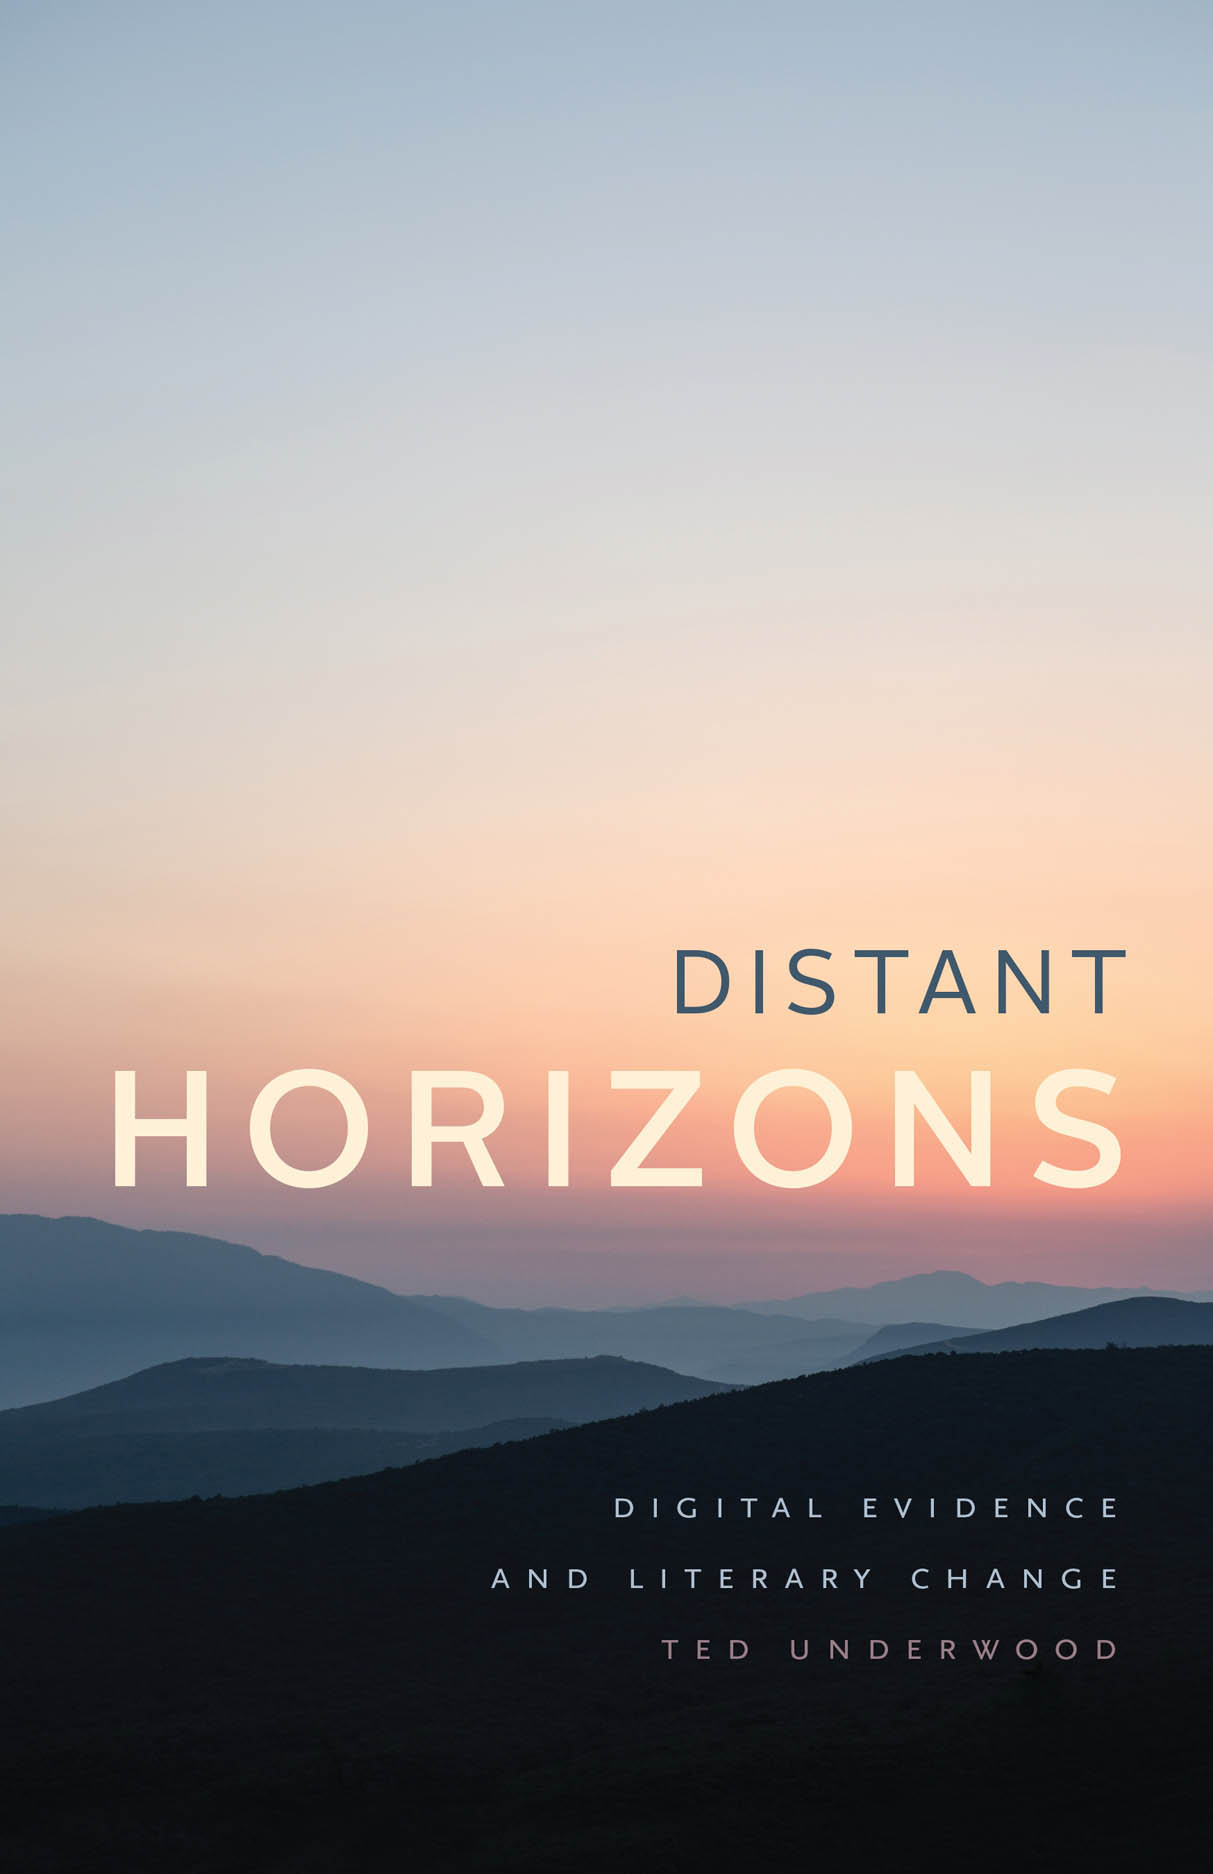 DISTANT
HORIZONS
DIGITAL EVIDENCE
AND LITERARY CHANGE
TED UNDERWOOD